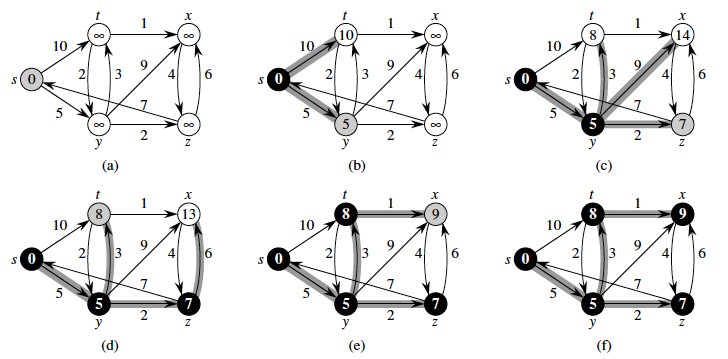 t 1 x t 1 x t 1 x
10 ∞ ∞ 10 10 ∞ 10 8 14
s 0 2 3 9 4 6 s 0 2 3 9 4 6 s 0 2 3 9 4 6
5 7 5 7 5 7
∞ 2 ∞ 5 2 ∞ 5 2 7
y z y z y z
(a) (b) (c)
t 1 x t 1 x t 1 x
10 8 13 10 8 9 10 8 9
s 0 2 3 9 4 6 s 0 2 3 9 4 6 s 0 2 3 9 4 6
5 7 5 7 5 7
5 2 7 5 2 7 5 2 7
y z y z y z
(d) (e) (f)